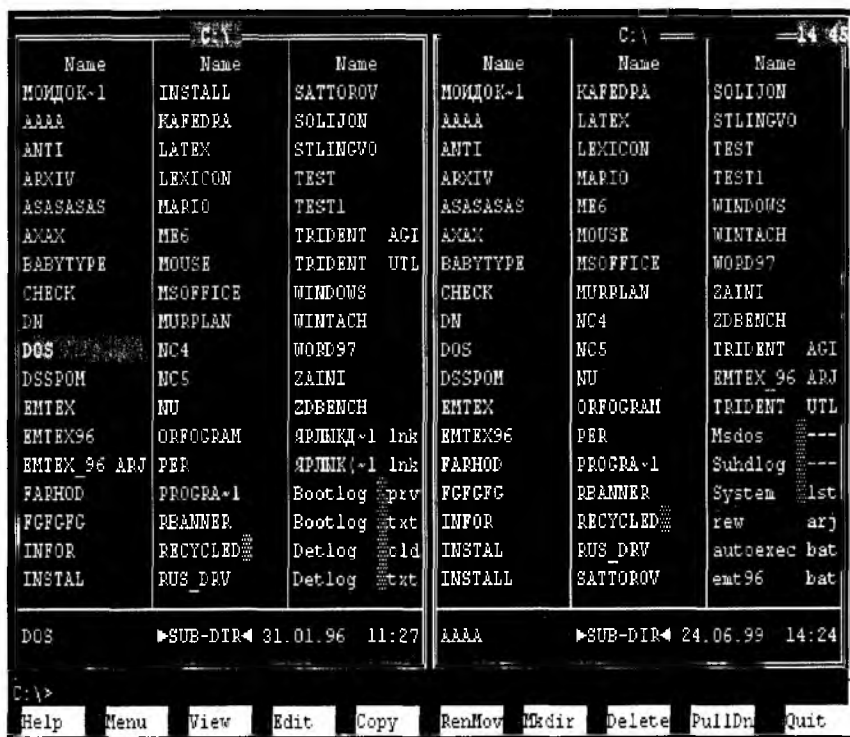 C:\ C:\ 14 45
Name Name Name Name Name Name
МОИДОК~1 INSTALL SATTOROV МОИДОК~1 KAFEDRA SOLIJON
AAAA KAFEDRA SOLIJON AAAA LATEX STLINGVO
ANTI LATEX STLINGVO ANTI LEXICON TEST
ARXIV LEXICON TEST ARXIV MARIO TEST1
ASASASAS MARIO TEST1 ASASASAS ME6 WINDOWS
AXAX ME6 TRIDENT AGI AXAX MOUSE WINTACH
BABYTYPE MOUSE TRIDENT UTL BABYTYPE MSOFFICE WORD97
CHECK MSOFFICE WINDOWS CHECK MURPLAN ZAINI
DN MURPLAN WINTACH DN NC4 ZDBENCH
DOS NC4 WORD97 DOS NC5 TRIDENT AGI
DSSPOM NC5 ZAINI DSSPOM NU EMTEX_96 ARJ
EMTEX NU ZDBENCH EMTEX ORFOGRAM TRIDENT UTL
EMTEX96 ORFOGRAM ЯРЛЫКД~1 lnk EMTEX96 PER Msdos ---
EMTEX_96 ARJ PER ЯРЛЫК(~1 lnk FARHOD PROGRA~1 Suhdlog ---
FARHOD PROGRA~1 Bootlog prv FGFGFG RBANNER System 1st
FGFGFG RBANNER Bootlog txt INFOR RECYCLED rew arj
INFOR RECYCLED Detlog old INSTAL RUS_DRV autoexec bat
INSTAL RUS_DRV Detlog txt INSTALL SATTOROV emt96 bat
DOS ►SUB-DIR◄ 31.01.96 11:27 AAAA ►SUB-DIR◄ 24.06.99 14:24
C:\>
Help Menu View Edit Copy RenMov Mkdir Delete PullDn Quit